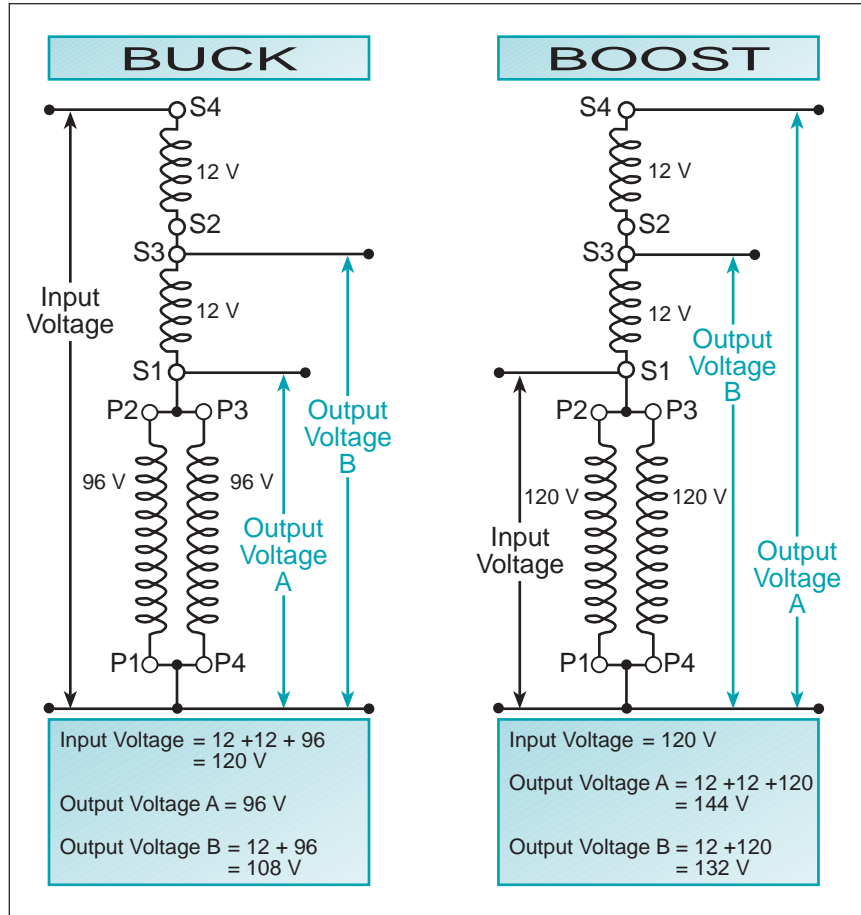 BUCK
S4
12 V
S2
S3
12 V
Input
Voltage
S1
P2
P3
96 V
96 V
Output
Voltage
B
Output
Voltage
A
P1
P4
Input Voltage = 12 +12 + 96
= 120 V
Output Voltage A = 96 V
Output Voltage B = 12 + 96
= 108 V
BOOST
S4
12 V
S2
S3
12 V
Output
Voltage
B
S1
P2
P3
120 V
120 V
Input
Voltage
Output
Voltage
A
P1
P4
Input Voltage = 120 V
Output Voltage A = 12 +12 +120
= 144 V
Output Voltage B = 12 +120
= 132 V